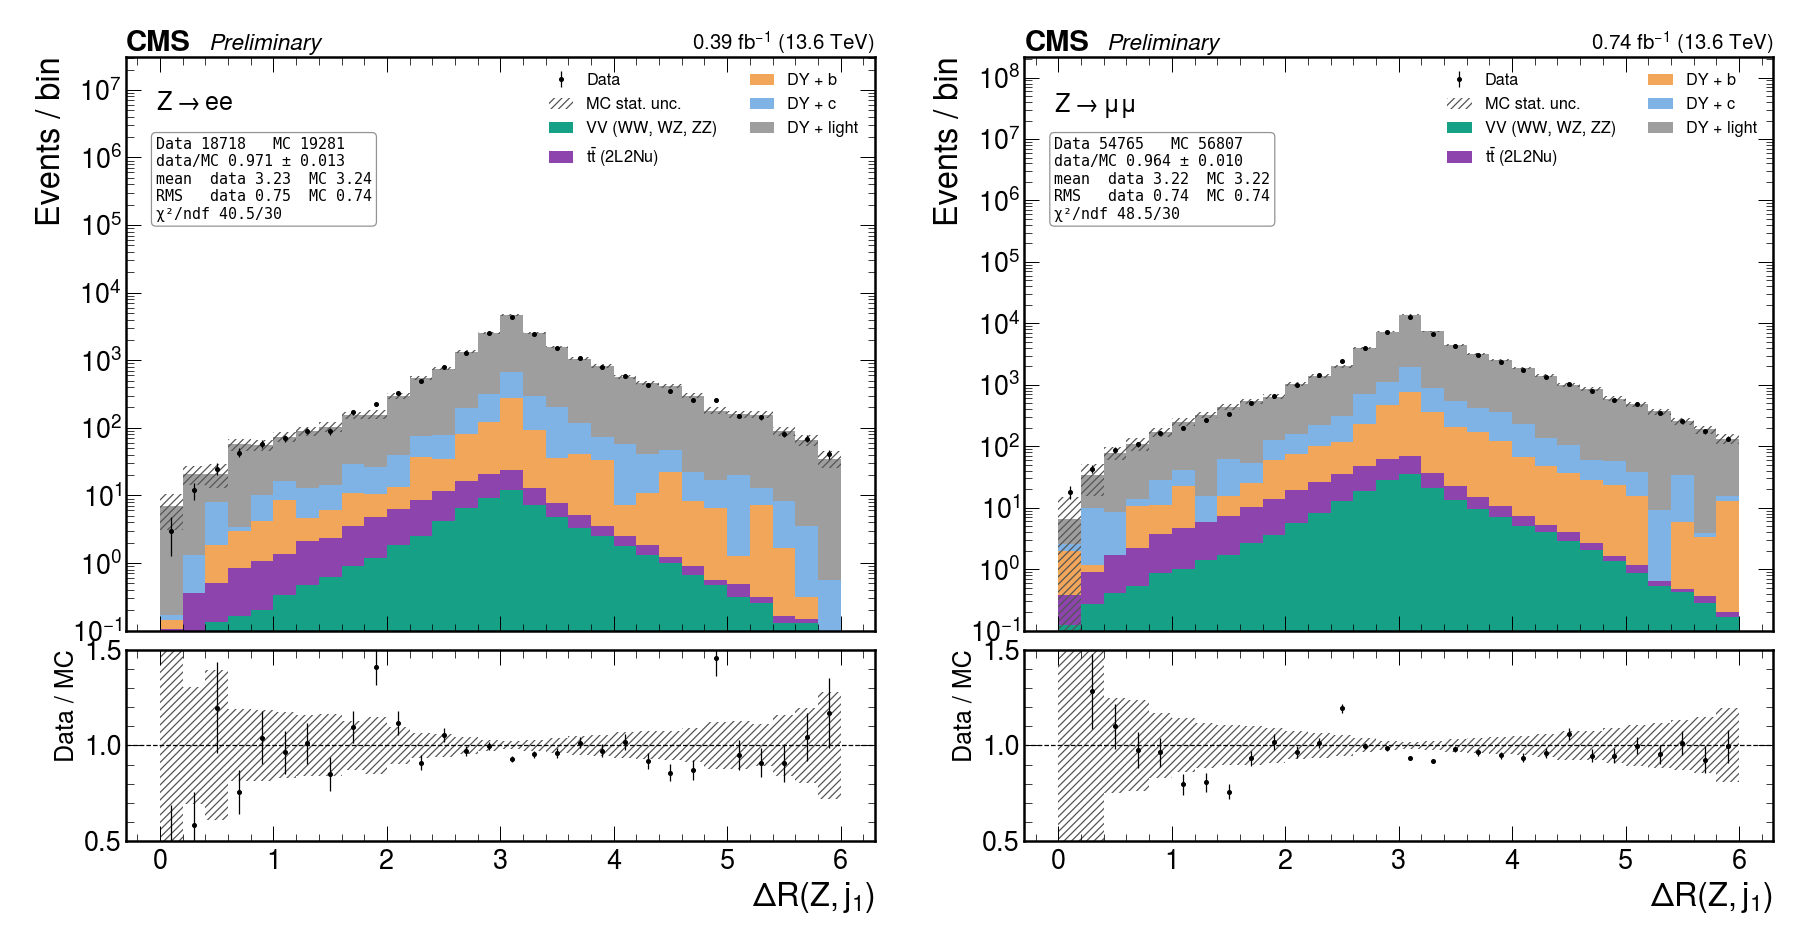 CMS Preliminary 0.39 fb⁻¹ (13.6 TeV)
Events / bin
10⁷
10⁶
10⁵
10⁴
10³
10²
10¹
10⁰
10⁻¹
Z → ee
Data 18718 MC 19281
data/MC 0.971 ± 0.013
mean data 3.23 MC 3.24
RMS data 0.75 MC 0.74
χ²/ndf 40.5/30
Data
MC stat. unc.
VV (WW, WZ, ZZ)
tt̄ (2L2Nu)
DY + b
DY + c
DY + light
Data / MC
1.5
1.0
0.5
0 1 2 3 4 5 6
ΔR(Z, j₁)
CMS Preliminary 0.74 fb⁻¹ (13.6 TeV)
Events / bin
10⁸
10⁷
10⁶
10⁵
10⁴
10³
10²
10¹
10⁰
10⁻¹
Z → μμ
Data 54765 MC 56807
data/MC 0.964 ± 0.010
mean data 3.22 MC 3.22
RMS data 0.74 MC 0.74
χ²/ndf 48.5/30
Data
MC stat. unc.
VV (WW, WZ, ZZ)
tt̄ (2L2Nu)
DY + b
DY + c
DY + light
Data / MC
1.5
1.0
0.5
0 1 2 3 4 5 6
ΔR(Z, j₁)